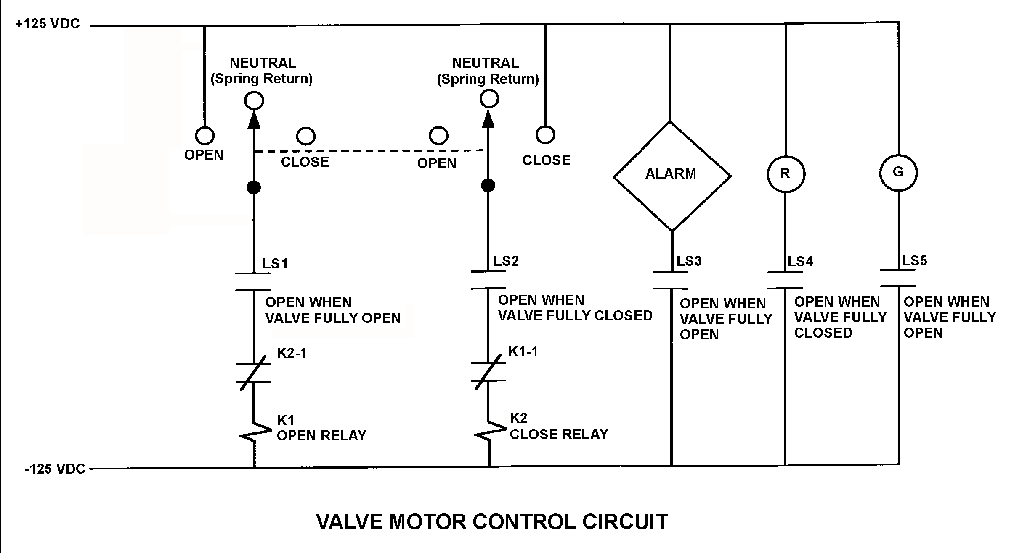 +125 VDC
NEUTRAL
(Spring Return)
NEUTRAL
(Spring Return)
OPEN
CLOSE
OPEN
CLOSE
ALARM
R
G
LS1
OPEN WHEN
VALVE FULLY OPEN
LS2
OPEN WHEN
VALVE FULLY CLOSED
LS3
OPEN WHEN
VALVE FULLY
OPEN
LS4
OPEN WHEN
VALVE FULLY
CLOSED
LS5
OPEN WHEN
VALVE FULLY
OPEN
K2-1
K1-1
K1
OPEN RELAY
K2
CLOSE RELAY
-125 VDC
VALVE MOTOR CONTROL CIRCUIT